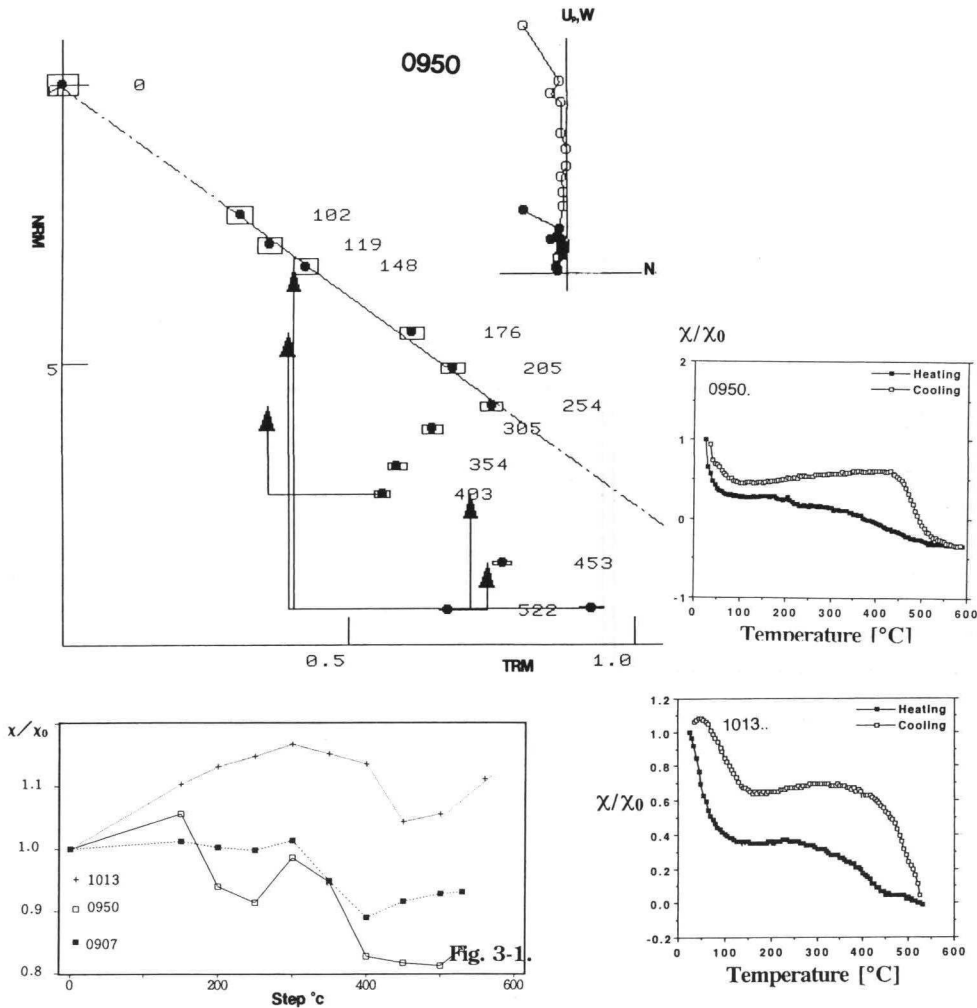 U,W
0950
0
102
NRM
119
148
N
176
χ/χ0
5
205
2
Heating
Cooling
0950.
254
305
1
354
403
0
453
522
-1
0 100 200 300 400 500 600
Temperature [°C]
0.5
TRM
1.0
χ/χ0
1.1
1.0
0.9
0.8
1013
0950
0907
Fig. 3-1.
0 200 400 600
Step °c
1.2
Heating
Cooling
1013..
1.0
0.8
χ/χ0
0.6
0.4
0.2
0.0
-0.2
0 100 200 300 400 500 600
Temperature [°C]